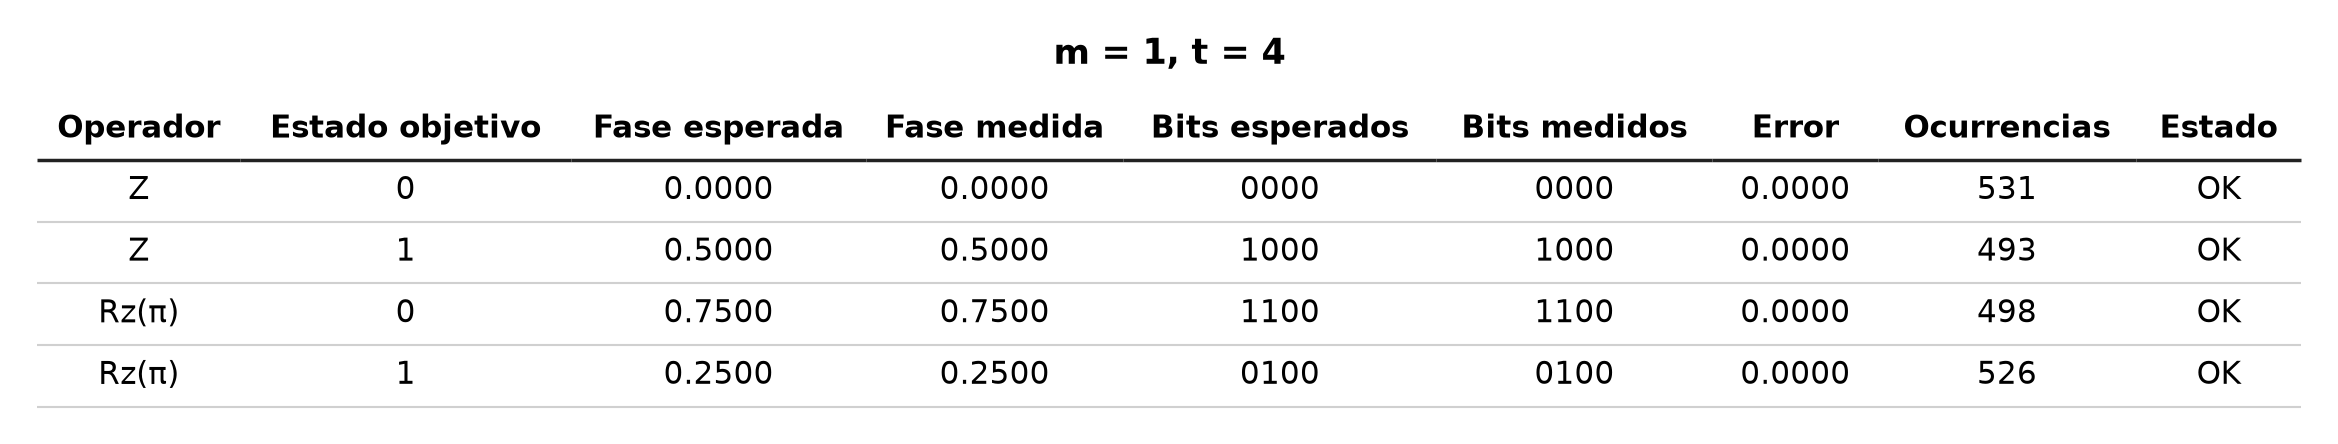 m = 1, t = 4
Operador Estado objetivo Fase esperada Fase medida Bits esperados Bits medidos Error Ocurrencias Estado
Z 0 0.0000 0.0000 0000 0000 0.0000 531 OK
Z 1 0.5000 0.5000 1000 1000 0.0000 493 OK
Rz(π) 0 0.7500 0.7500 1100 1100 0.0000 498 OK
Rz(π) 1 0.2500 0.2500 0100 0100 0.0000 526 OK